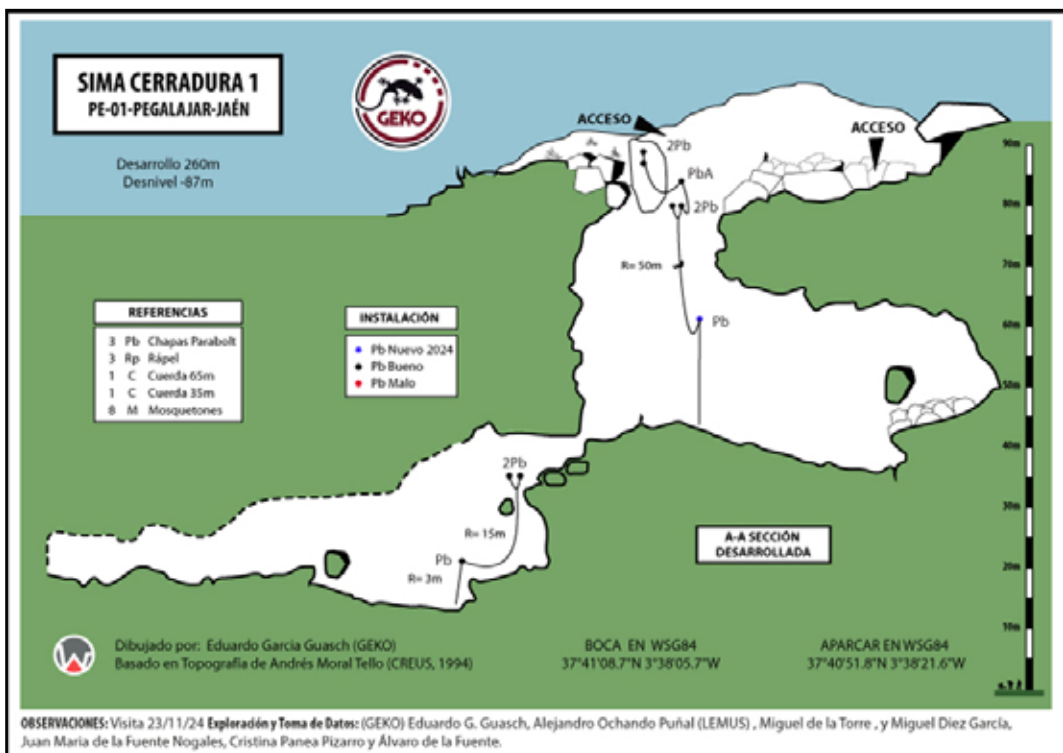 SIMA CERRADURA 1
PE-01-PEGALAJAR-JAÉN
Desarrollo 260m
Desnivel -87m
GEKO
ACCESO
ACCESO
2Pb
PbA
2Pb
R= 50m
Pb
90m
80m
70m
60m
50m
40m
30m
20m
10m
REFERENCIAS
3 Pb Chapas Parabolt
3 Rp Rápel
1 C Cuerda 65m
1 C Cuerda 35m
8 M Mosquetones
INSTALACIÓN
Pb Nuevo 2024
Pb Bueno
Pb Malo
2Pb
R= 15m
Pb
R= 3m
A-A SECCIÓN
DESARROLLADA
Dibujado por: Eduardo Garcia Guasch (GEKO)
Basado en Topografía de Andrés Moral Tello (CREUS, 1994)
BOCA EN WSG84
37°41'08.7"N 3°38'05.7"W
APARCAR EN WSG84
37°40'51.8"N 3°38'21.6"W
OBSERVACIONES: Visita 23/11/24 Exploración y Toma de Datos: (GEKO) Eduardo G. Guasch, Alejandro Ochando Puñal (LEMUS) , Miguel de la Torre , y Miguel Díez García,
Juan Maria de la Fuente Nogales, Cristina Panea Pizarro y Álvaro de la Fuente.